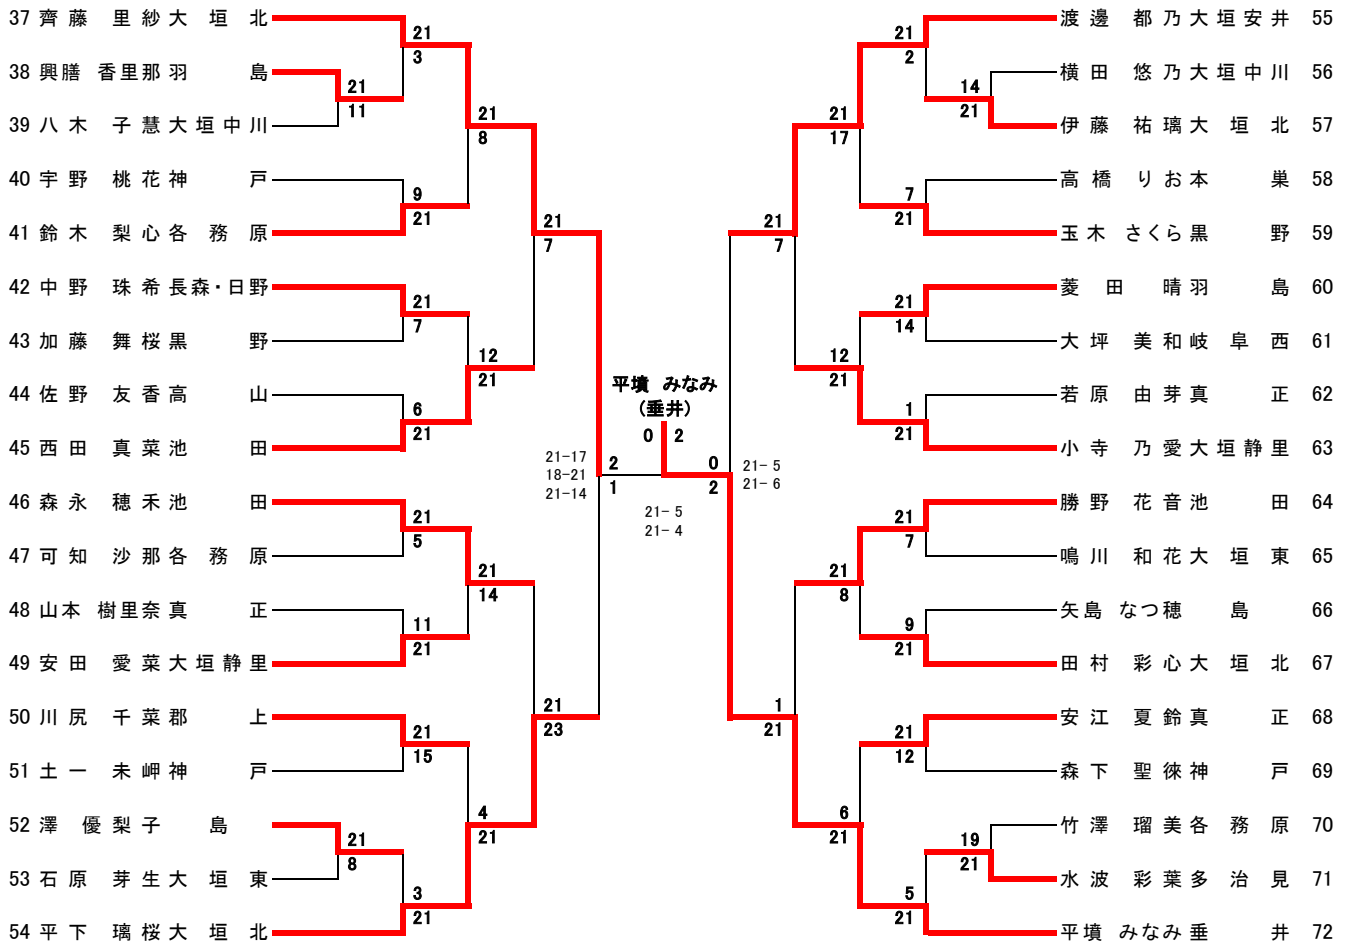 37 齊藤 里紗 大垣北
21
3
38 興膳 香里那 羽島
21
11
39 八木 子慧 大垣中川
21
8
40 宇野 桃花 神戸
9
21
41 鈴木 梨心 各務原
21
7
42 中野 珠希 長森・日野
21
7
43 加藤 舞桜 黒野
12
21
44 佐野 友香 高山
6
21
45 西田 真菜 池田
21-17
18-21
21-14
2
1
46 森永 穂禾 池田
21
5
47 可知 沙那 各務原
21
14
48 山本 樹里奈 真正
11
21
49 安田 愛菜 大垣静里
21
23
50 川尻 千菜 郡上
21
15
51 土一 未岬 神戸
4
21
52 澤 優梨子 島
21
8
53 石原 芽生 大垣東
3
21
54 平下 璃桜 大垣北
平墳 みなみ
(垂井)
0 2
21- 5
21- 4
0
2
21- 5
21- 6
渡邊 都乃 大垣安井 55
21
2
横田 悠乃 大垣中川 56
14
21
伊藤 祐璃 大垣北 57
21
17
高橋 りお 本巣 58
7
21
玉木 さくら 黒野 59
21
7
菱田 晴 羽島 60
21
14
大坪 美和 岐阜西 61
12
21
若原 由芽 真正 62
1
21
小寺 乃愛 大垣静里 63
勝野 花音 池田 64
21
7
鳴川 和花 大垣東 65
21
8
矢島 なつ穂 島 66
9
21
田村 彩心 大垣北 67
1
21
安江 夏鈴 真正 68
21
12
森下 聖徠 神戸 69
6
21
竹澤 瑠美 各務原 70
19
21
水波 彩葉 多治見 71
5
21
平墳 みなみ 垂井 72